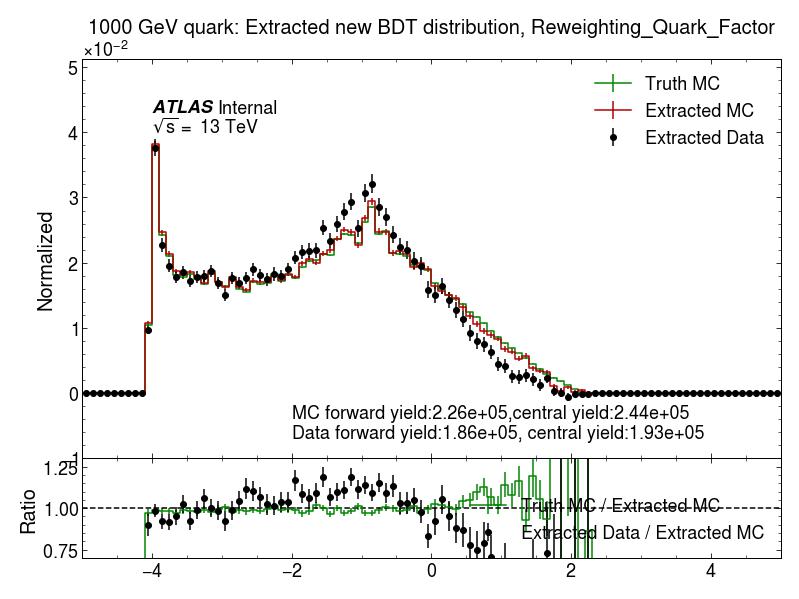 1000 GeV quark: Extracted new BDT distribution, Reweighting_Quark_Factor
×10⁻²
ATLAS Internal
√s = 13 TeV
Truth MC
Extracted MC
Extracted Data
Normalized
5
4
3
2
1
0
MC forward yield:2.26e+05,central yield:2.44e+05
Data forward yield:1.86e+05, central yield:1.93e+05
Ratio
1.25
1.00
0.75
Truth MC / Extracted MC
Extracted Data / Extracted MC
−4
−2
0
2
4